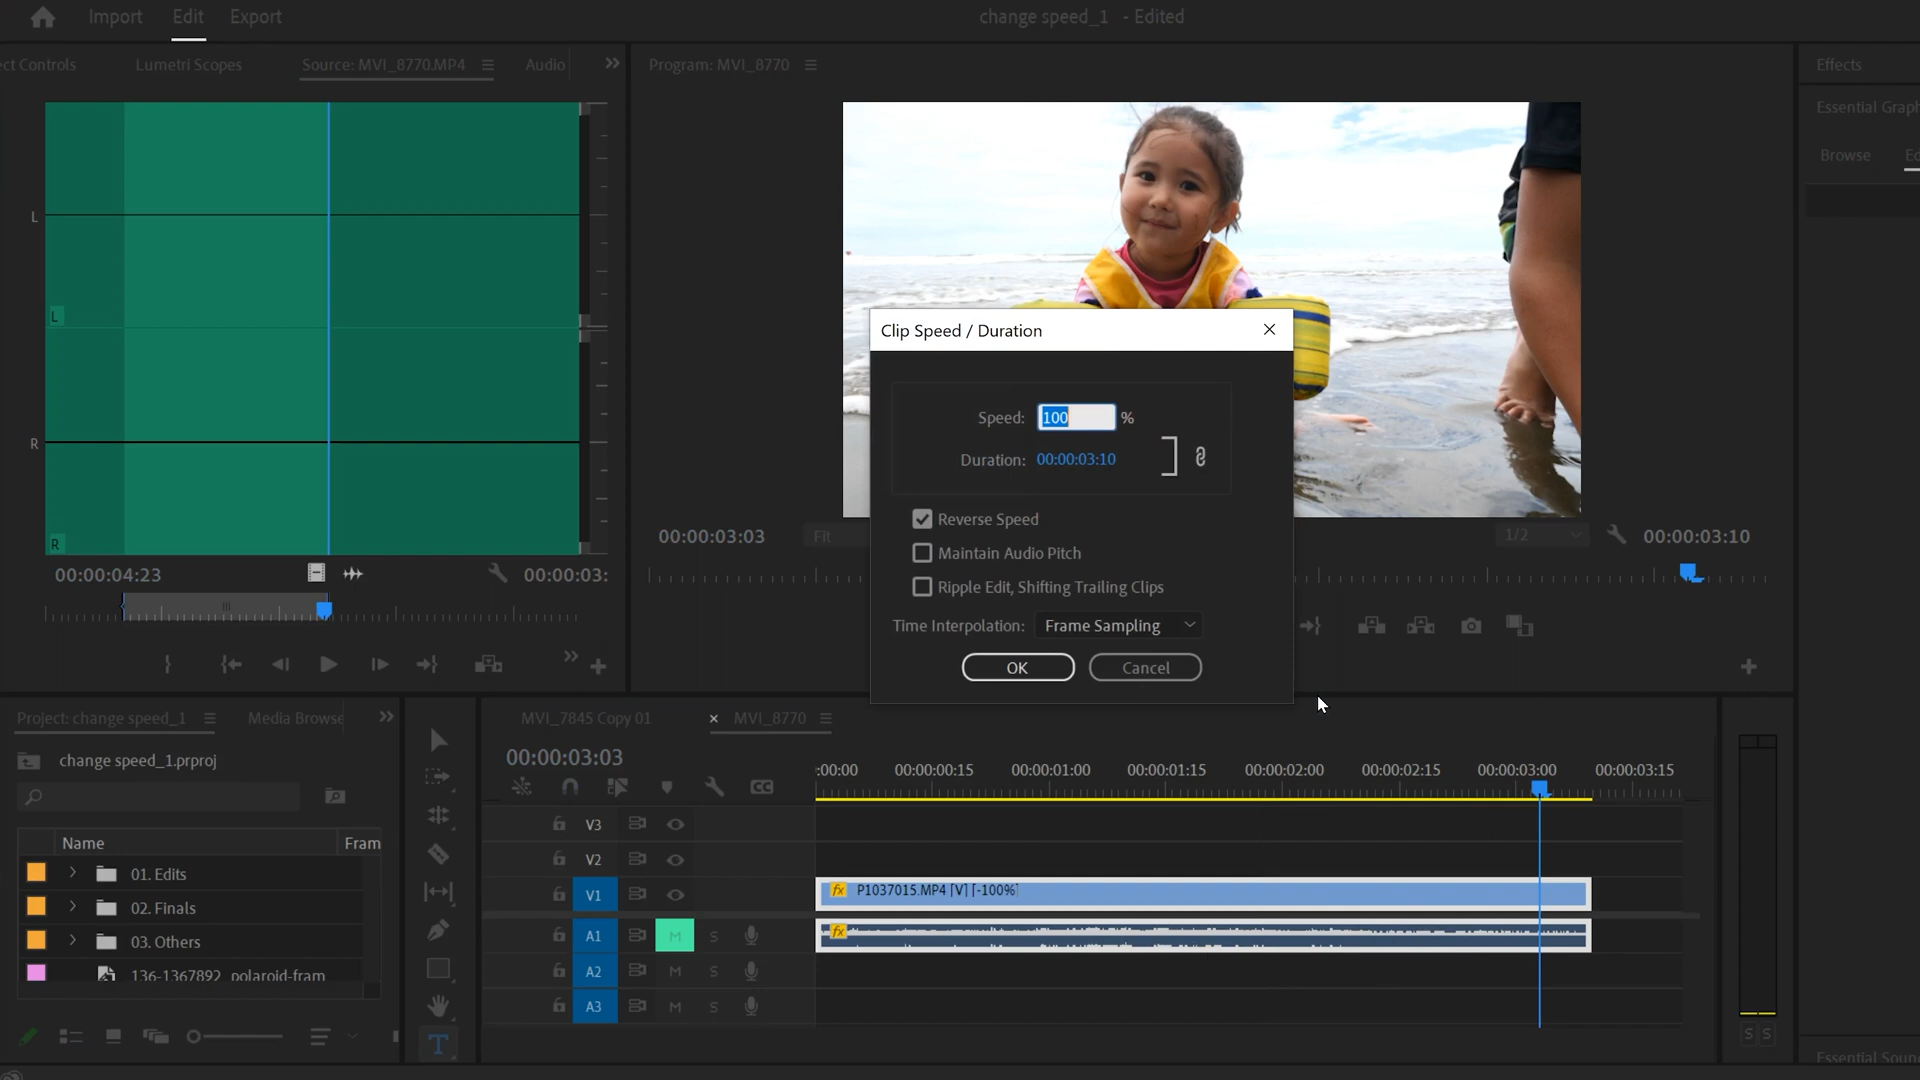 Import Edit Export
change speed_1 - Edited
ct Controls
Lumetri Scopes
Source: MVI_8770.MP4
Audio
Program: MVI_8770
Effects
Essential Graph
Browse
Ed
L
L
R
R
00:00:04:23
00:00:03:
00:00:03:03
Fit
1/2
00:00:03:10
Clip Speed / Duration
Speed: 100 %
Duration: 00:00:03:10
Reverse Speed
Maintain Audio Pitch
Ripple Edit, Shifting Trailing Clips
Time Interpolation: Frame Sampling
OK
Cancel
Project: change speed_1
Media Browse
change speed_1.prproj
Name
Fram
01. Edits
02. Finals
03. Others
136-1367892_polaroid-fram
T
MVI_7845 Copy 01
MVI_8770
00:00:03:03
CC
:00:00
00:00:00:15
00:00:01:00
00:00:01:15
00:00:02:00
00:00:02:15
00:00:03:00
00:00:03:15
V3
V2
V1
fx P1037015.MP4 [V] [-100%]
A1 M S
fx
A2 M S
A3 M S
S S
Essential Soun